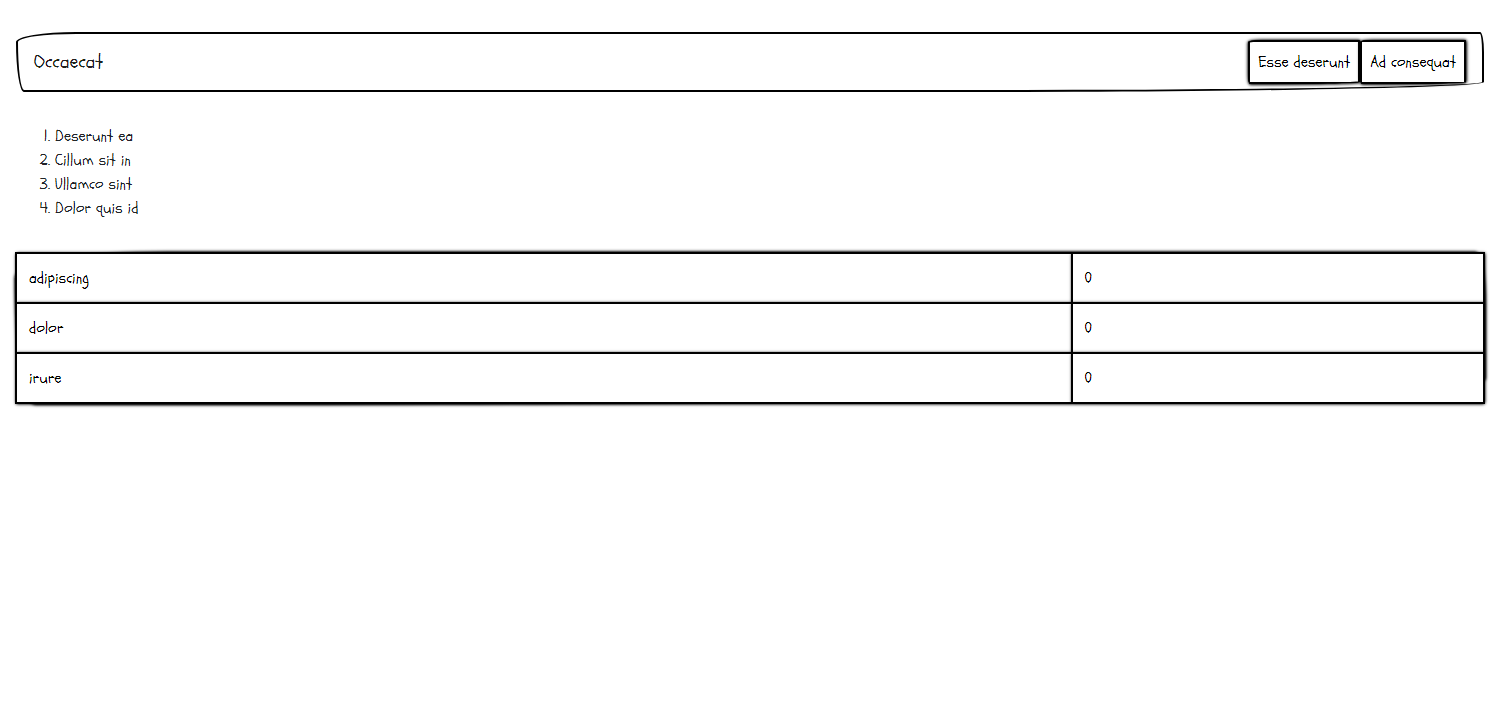 Occaecat Esse deserunt Ad consequat
1. Deserunt ea
2. Cillum sit in
3. Ullamco sint
4. Dolor quis id
adipiscing 0
dolor 0
irure 0